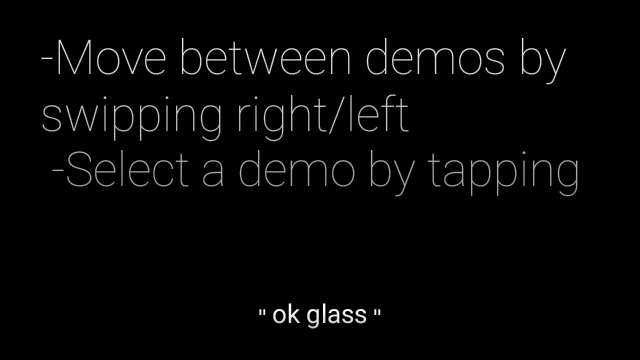 -Move between demos by
swipping right/left
-Select a demo by tapping
" ok glass "